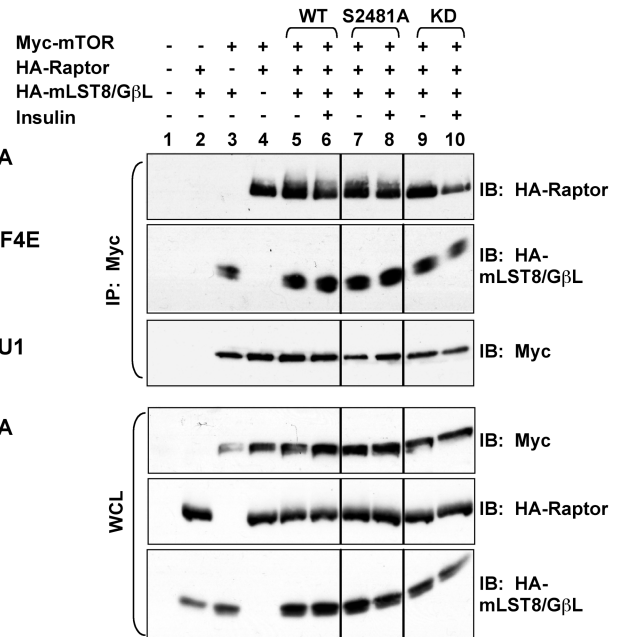 WT S2481A KD
Myc-mTOR - - + + + + + + + +
HA-Raptor - + - + + + + + + +
HA-mLST8/GβL - + + - + + + + + +
Insulin - - - - - + - + - +
1 2 3 4 5 6 7 8 9 10
A
IB: HA-Raptor
F4E
IB: HA-
mLST8/GβL
IP: Myc
U1
IB: Myc
A
IB: Myc
WCL
IB: HA-Raptor
IB: HA-
mLST8/GβL